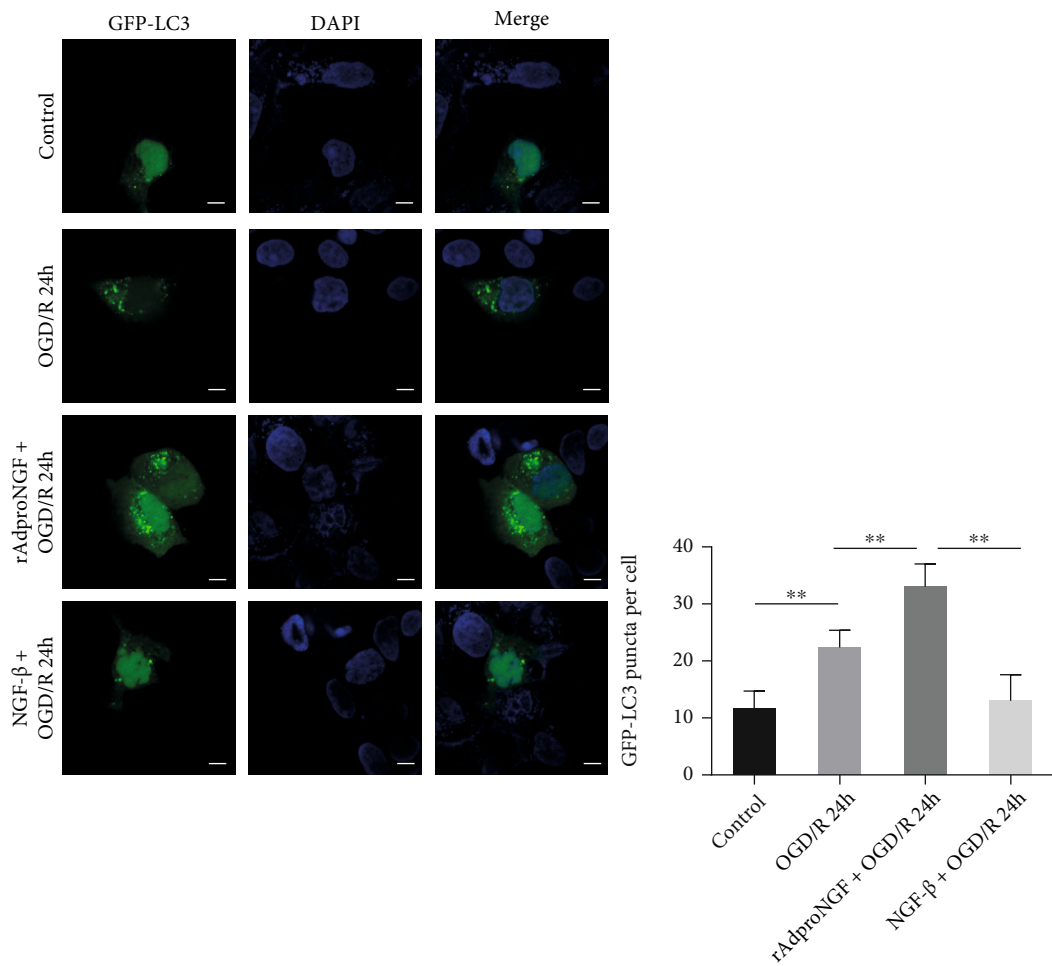 GFP-LC3
DAPI
Merge
Control
OGD/R 24h
rAdproNGF +
OGD/R 24h
NGF-β +
OGD/R 24h
GFP-LC3 puncta per cell
40
30
20
10
0
**
**
**
Control
OGD/R 24h
rAdproNGF + OGD/R 24h
NGF-β + OGD/R 24h